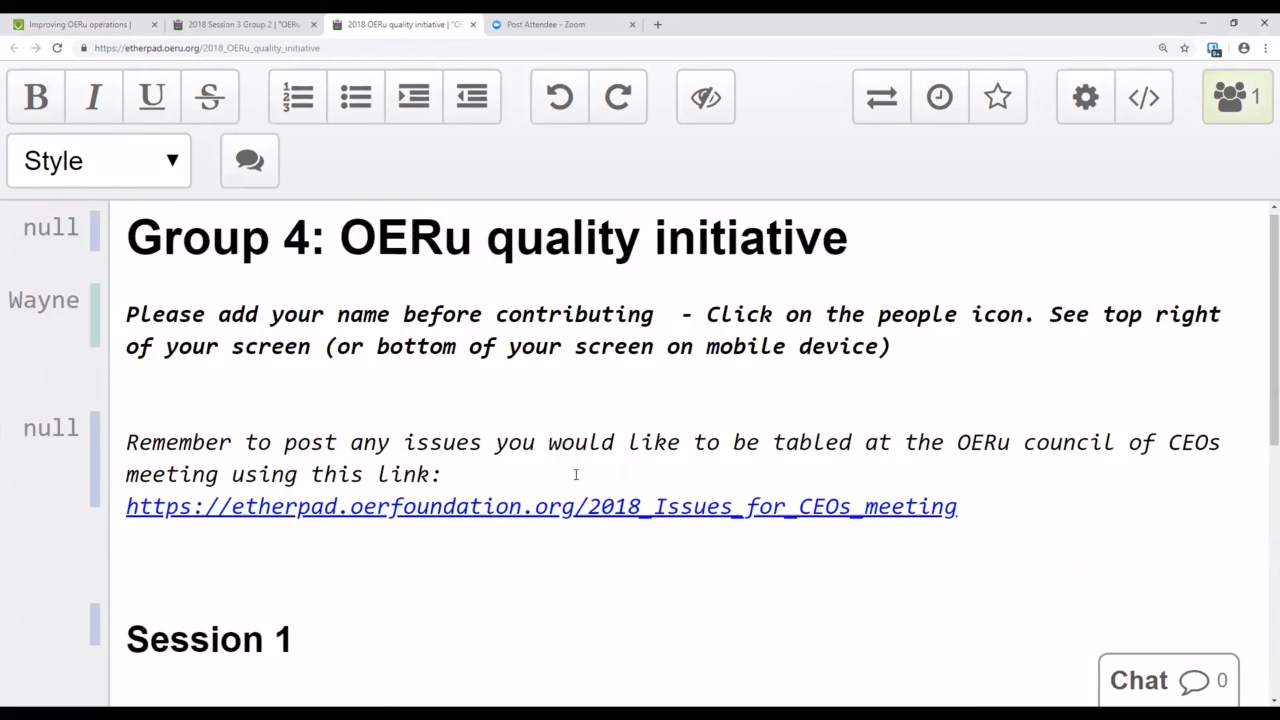 Improving OERu operations |
2018 Session 3 Group 2 | "OERu
2018 OERu quality initiative | "O
Post Attendee - Zoom
https://etherpad.oeru.org/2018_OERu_quality_initiative
B I U S
1
Style
null
Group 4: OERu quality initiative
Wayne
Please add your name before contributing - Click on the people icon. See top right
of your screen (or bottom of your screen on mobile device)
null
Remember to post any issues you would like to be tabled at the OERu council of CEOs
meeting using this link:
https://etherpad.oerfoundation.org/2018_Issues_for_CEOs_meeting
Session 1
Chat 0